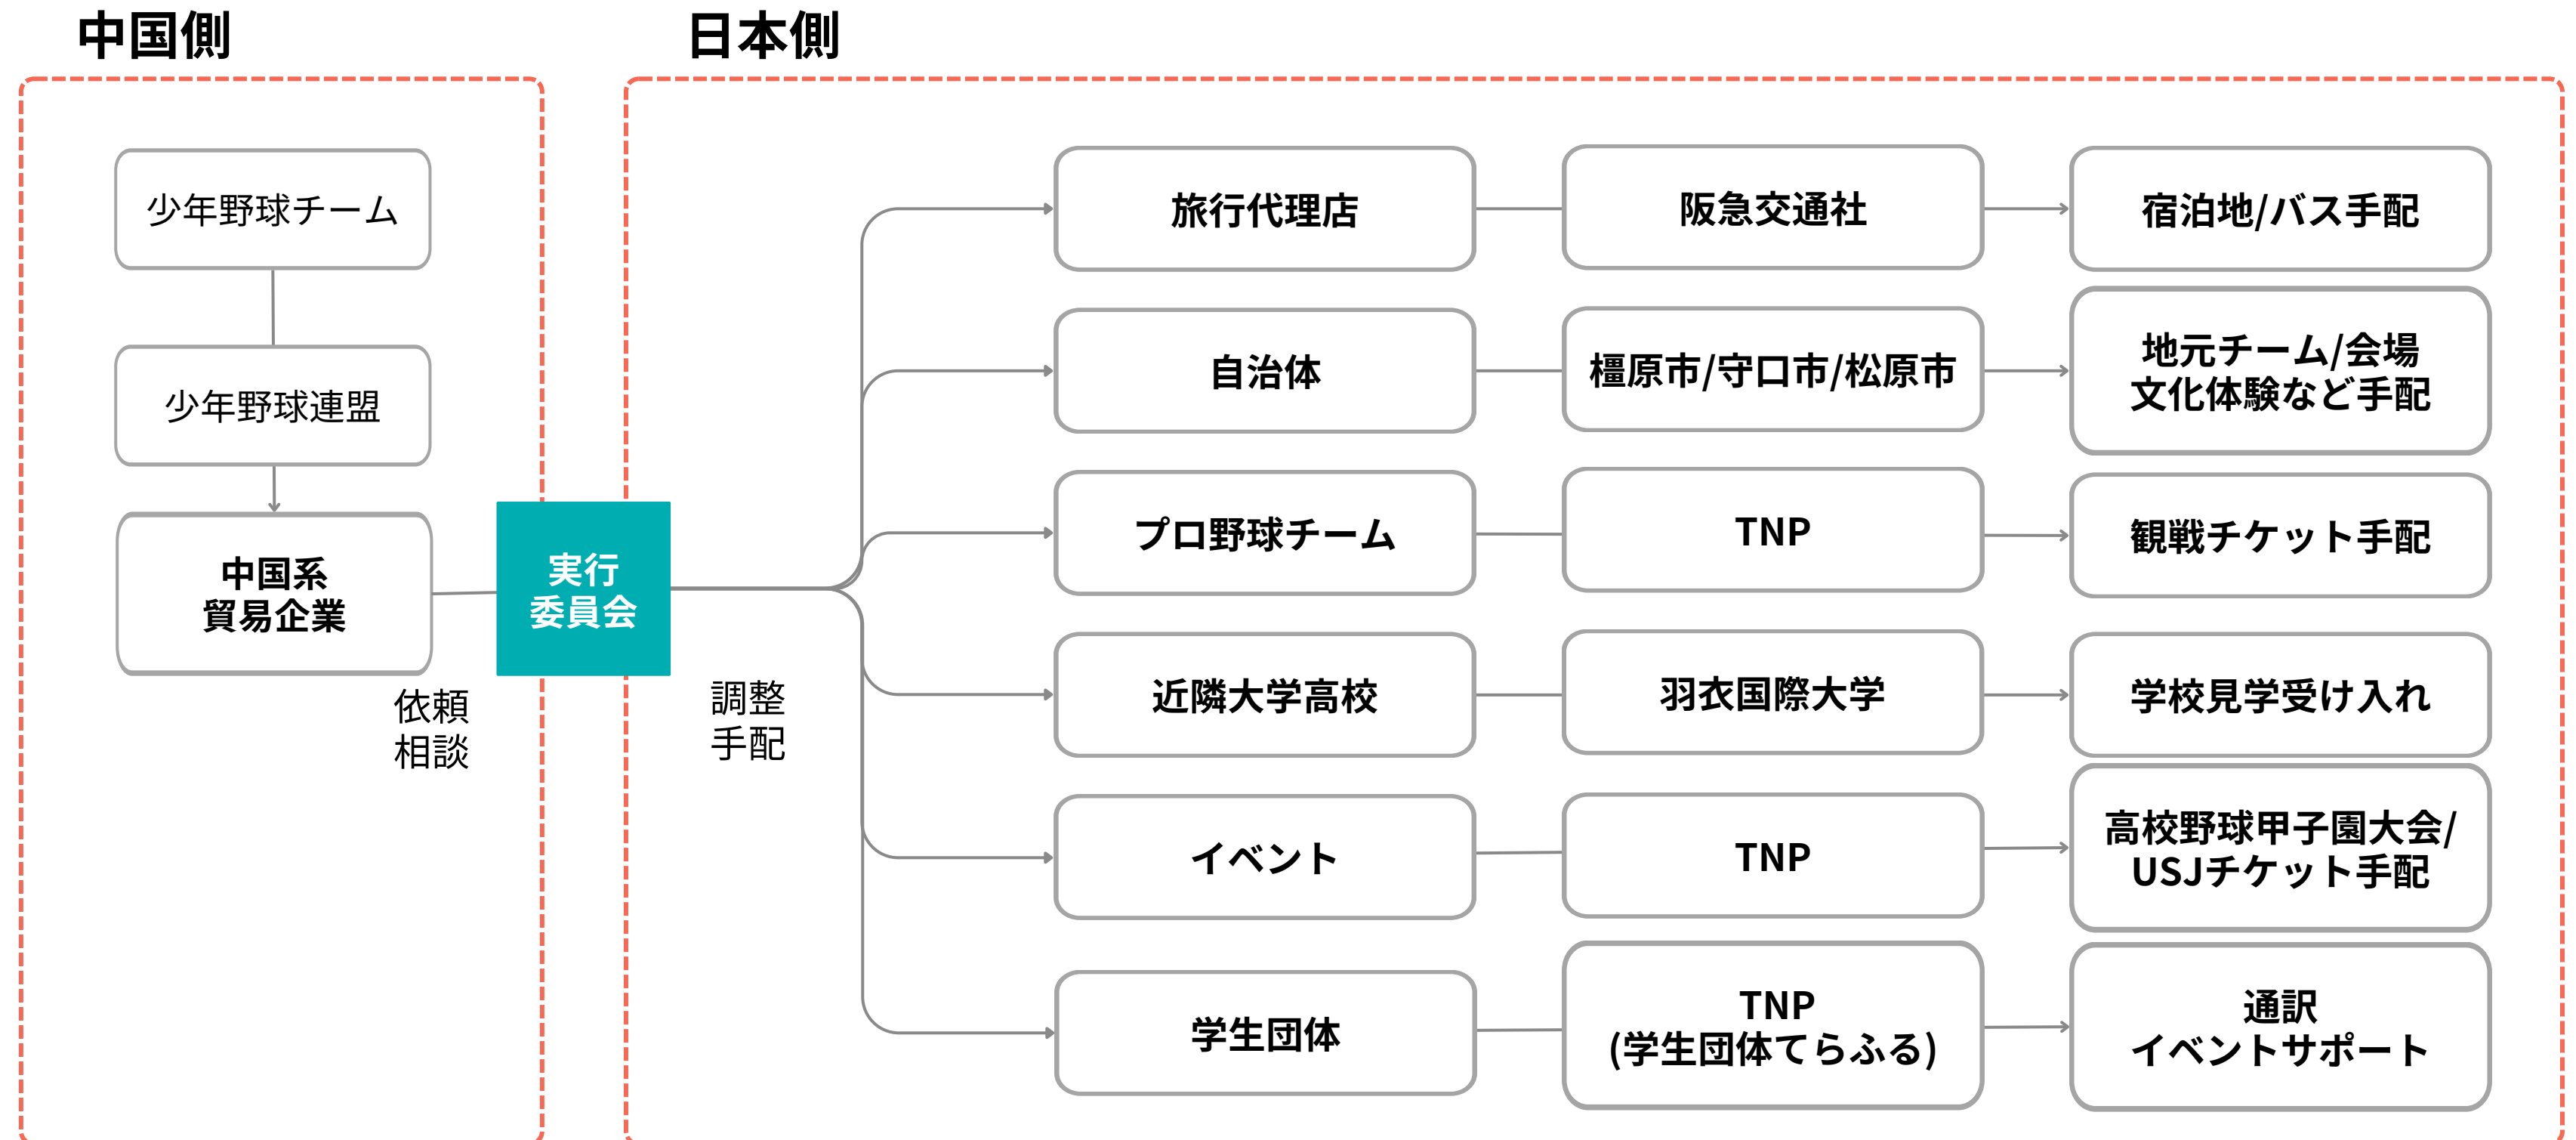 中国側
日本側
少年野球チーム
少年野球連盟
中国系
貿易企業
依頼
相談
実行
委員会
調整
手配
旅行代理店
阪急交通社
宿泊地/バス手配
自治体
橿原市/守口市/松原市
地元チーム/会場
文化体験など手配
プロ野球チーム
TNP
観戦チケット手配
近隣大学高校
羽衣国際大学
学校見学受け入れ
イベント
TNP
高校野球甲子園大会/
USJチケット手配
学生団体
TNP
(学生団体てらふる)
通訳
イベントサポート